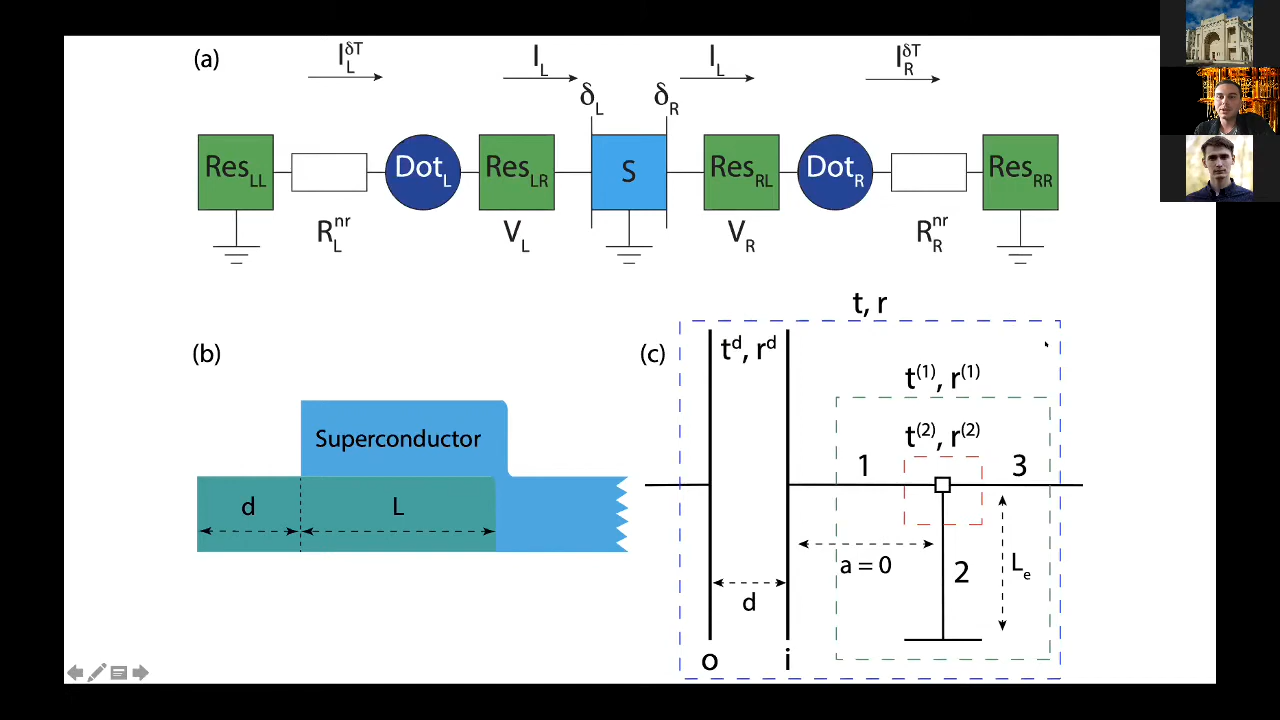 (a)
I_L^δT
I_L
I_L
I_R^δT
δ_L
δ_R
Res_LL
Dot_L
Res_LR
S
Res_RL
Dot_R
Res_RR
R_L^nr
V_L
V_R
R_R^nr
(b)
Superconductor
d
L
(c)
t, r
t^d, r^d
t^(1), r^(1)
t^(2), r^(2)
1
3
a = 0
2
L_e
d
o
i